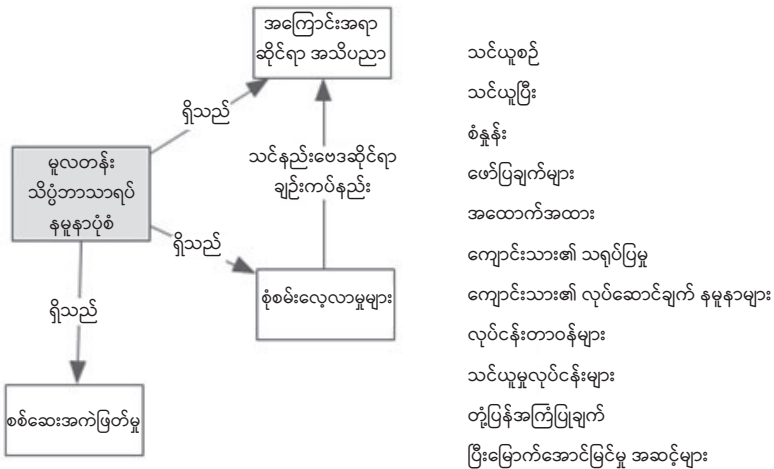 အကြောင်းအရာ
ဆိုင်ရာ အသိပညာ
ရှိသည်
မူလတန်း
သိပ္ပံဘာသာရပ်
နမူနာပုံစံ
သင်နည်းဗေဒဆိုင်ရာ
ချဉ်းကပ်နည်း
ရှိသည်
စုံစမ်းလေ့လာမှုများ
ရှိသည်
စစ်ဆေးအကဲဖြတ်မှု
သင်ယူစဉ်
သင်ယူပြီး
စံနှုန်း
ဖော်ပြချက်များ
အထောက်အထား
ကျောင်းသား၏ သရုပ်ပြမှု
ကျောင်းသား၏ လုပ်ဆောင်ချက် နမူနာများ
လုပ်ငန်းတာဝန်များ
သင်ယူမှုလုပ်ငန်းများ
တုံ့ပြန်အကြံပြုချက်
ပြီးမြောက်အောင်မြင်မှု အဆင့်များ